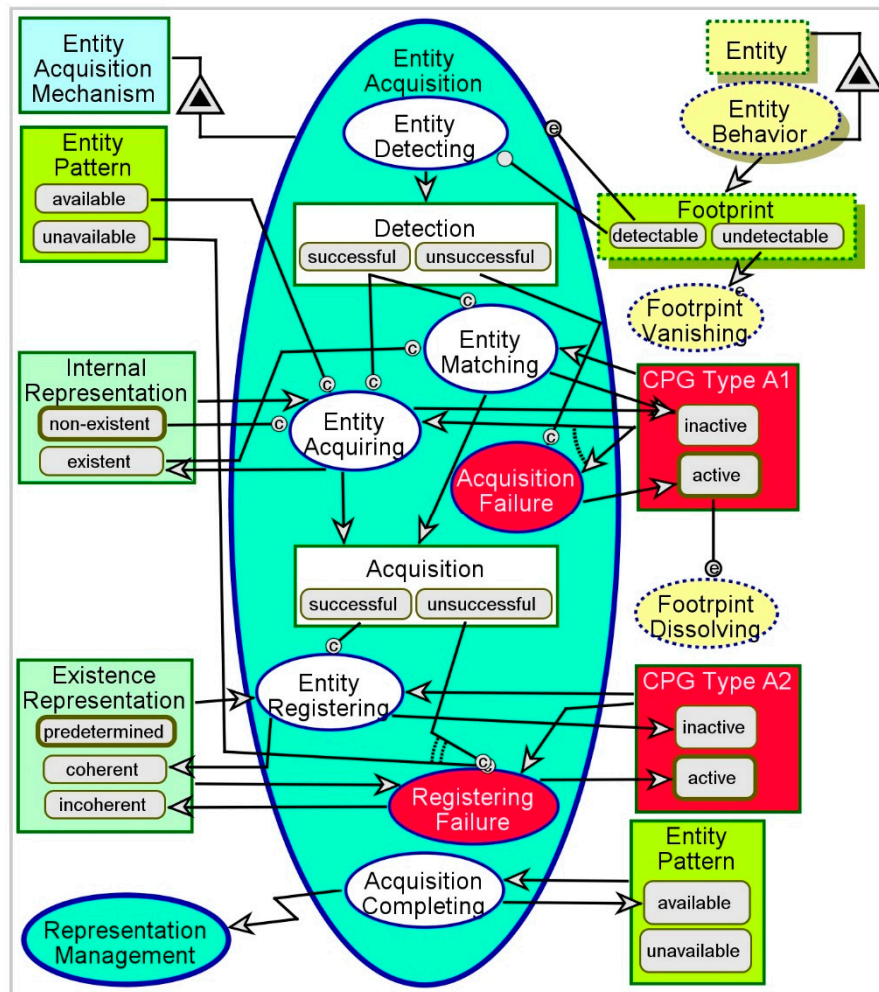 Entity
Acquisition
Mechanism
Entity
Acquisition
Entity
Detecting
Entity
Entity
Behavior
Entity
Pattern
available
unavailable
Footprint
detectable
undetectable
e
e
Footrpint
Vanishing
Detection
successful
unsuccessful
c
Entity
Matching
c
c
c
Internal
Representation
non-existent
existent
c
Entity
Acquiring
c
Acquisition
Failure
CPG Type A1
inactive
active
e
Footrpint
Dissolving
Acquisition
successful
unsuccessful
c
Existence
Representation
predetermined
coherent
incoherent
Entity
Registering
c
Registering
Failure
CPG Type A2
inactive
active
Acquisition
Completing
Entity
Pattern
available
unavailable
Representation
Management